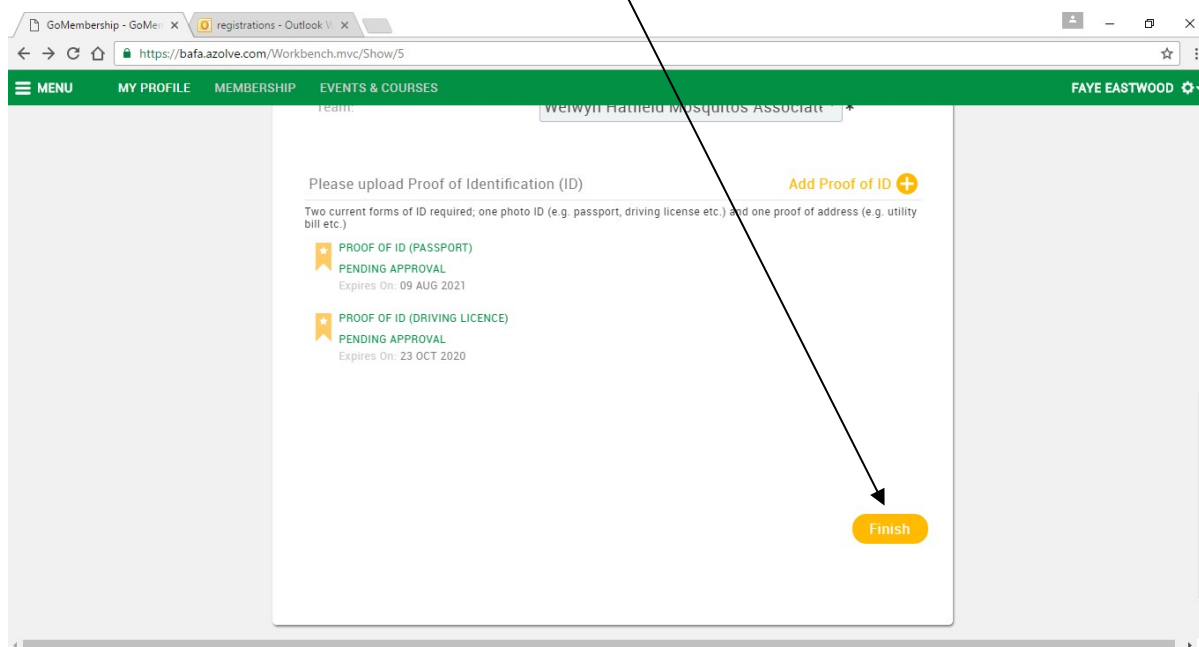 GoMembership - GoMem
registrations - Outlook W
https://bafa.azolve.com/Workbench.mvc/Show/5
MENU MY PROFILE MEMBERSHIP EVENTS & COURSES FAYE EASTWOOD
Team: Welwyn Hatfield Mosquitos Associate *
Please upload Proof of Identification (ID) Add Proof of ID
Two current forms of ID required; one photo ID (e.g. passport, driving license etc.) and one proof of address (e.g. utility
bill etc.)
PROOF OF ID (PASSPORT)
PENDING APPROVAL
Expires On: 09 AUG 2021
PROOF OF ID (DRIVING LICENCE)
PENDING APPROVAL
Expires On: 23 OCT 2020
Finish